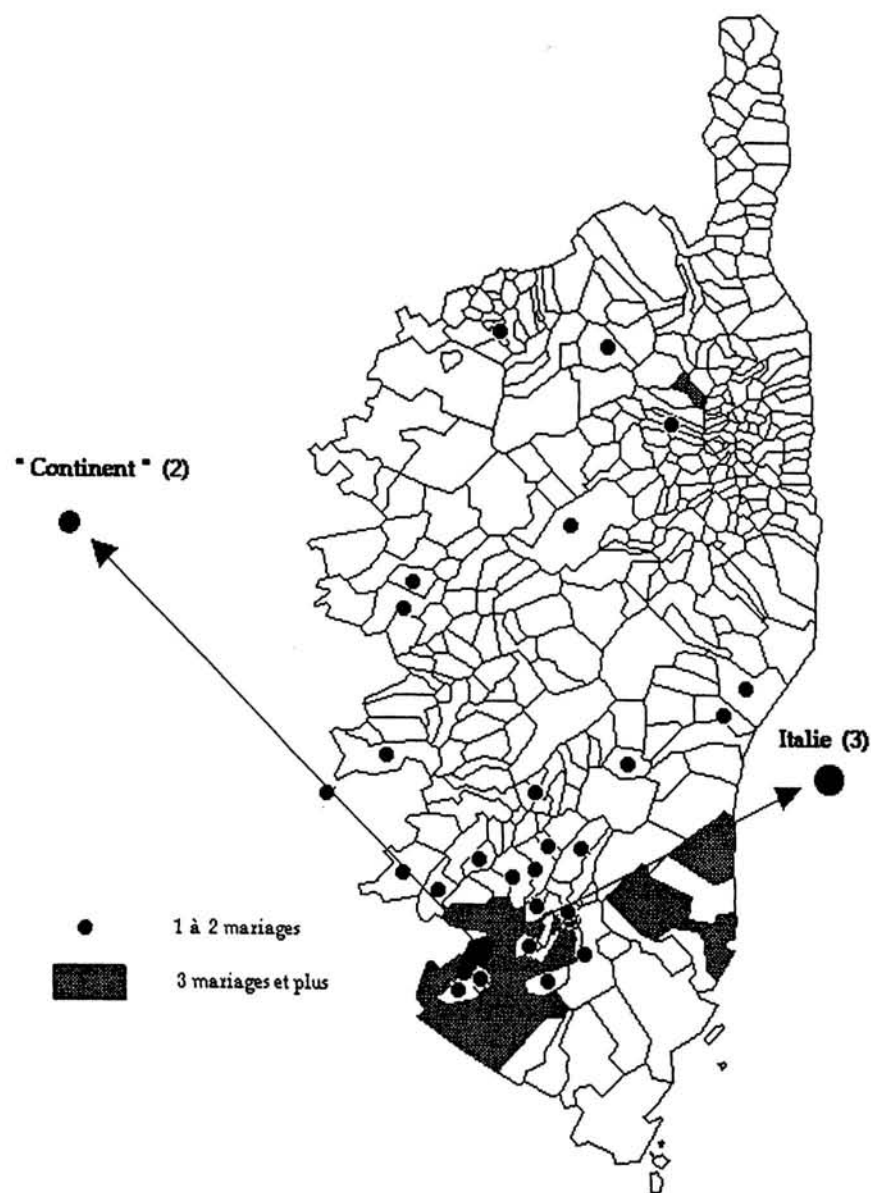 " Continent " (2)
Italie (3)
1 à 2 mariages
3 mariages et plus